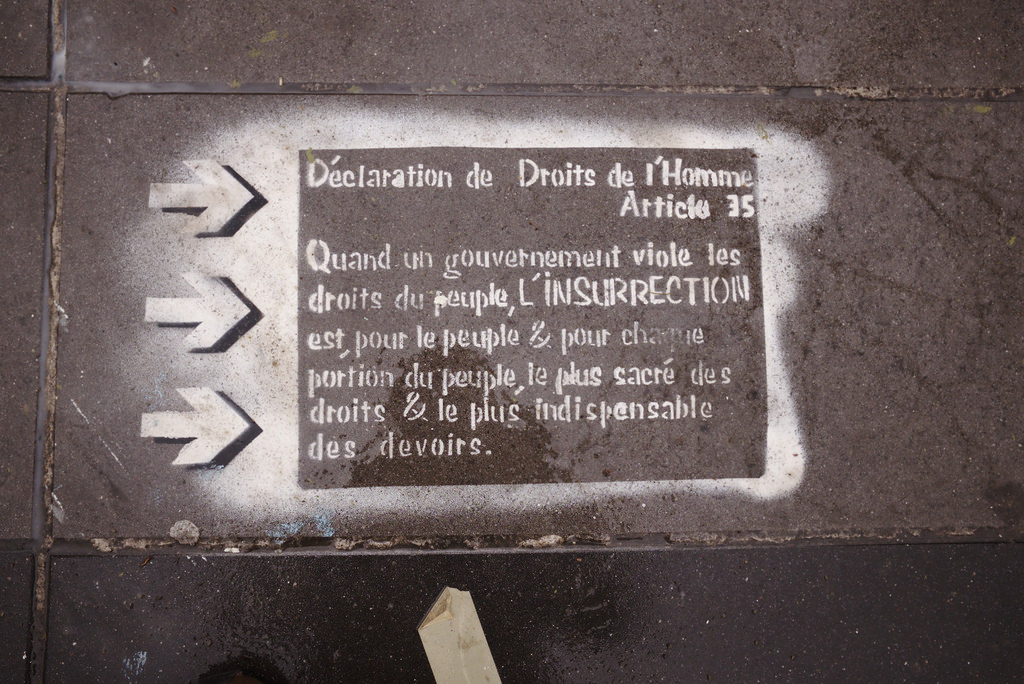 Déclaration de Droits de l'Homme
Article 35
Quand un gouvernement viole les
droits du peuple, L'INSURRECTION
est, pour le peuple & pour chaque
portion du peuple, le plus sacré des
droits & le plus indispensable
des devoirs.